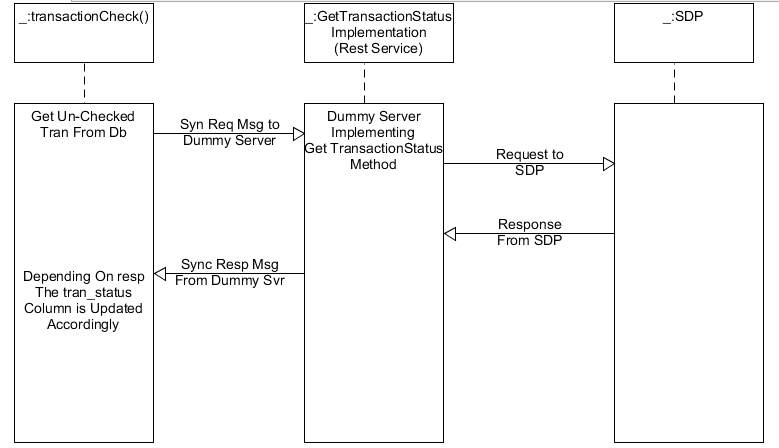 _:transactionCheck()
_:GetTransactionStatus
Implementation
(Rest Service)
_:SDP
Get Un-Checked
Tran From Db
Syn Req Msg to
Dummy Server
Dummy Server
Implementing
Get TransactionStatus
Method
Request to
SDP
Response
From SDP
Sync Resp Msg
From Dummy Svr
Depending On resp
The tran_status
Column is Updated
Accordingly